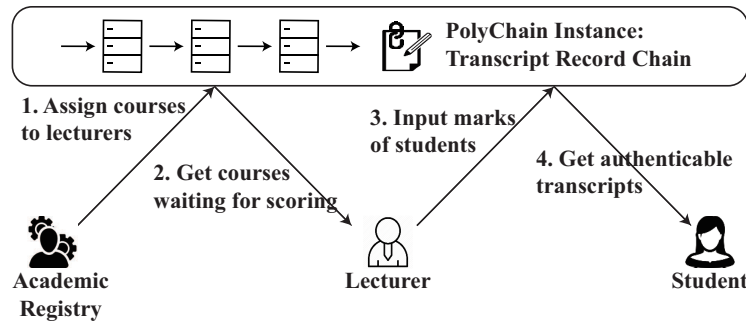 PolyChain Instance:
Transcript Record Chain
1. Assign courses
to lecturers
2. Get courses
waiting for scoring
3. Input marks
of students
4. Get authenticable
transcripts
Academic
Registry
Lecturer
Student